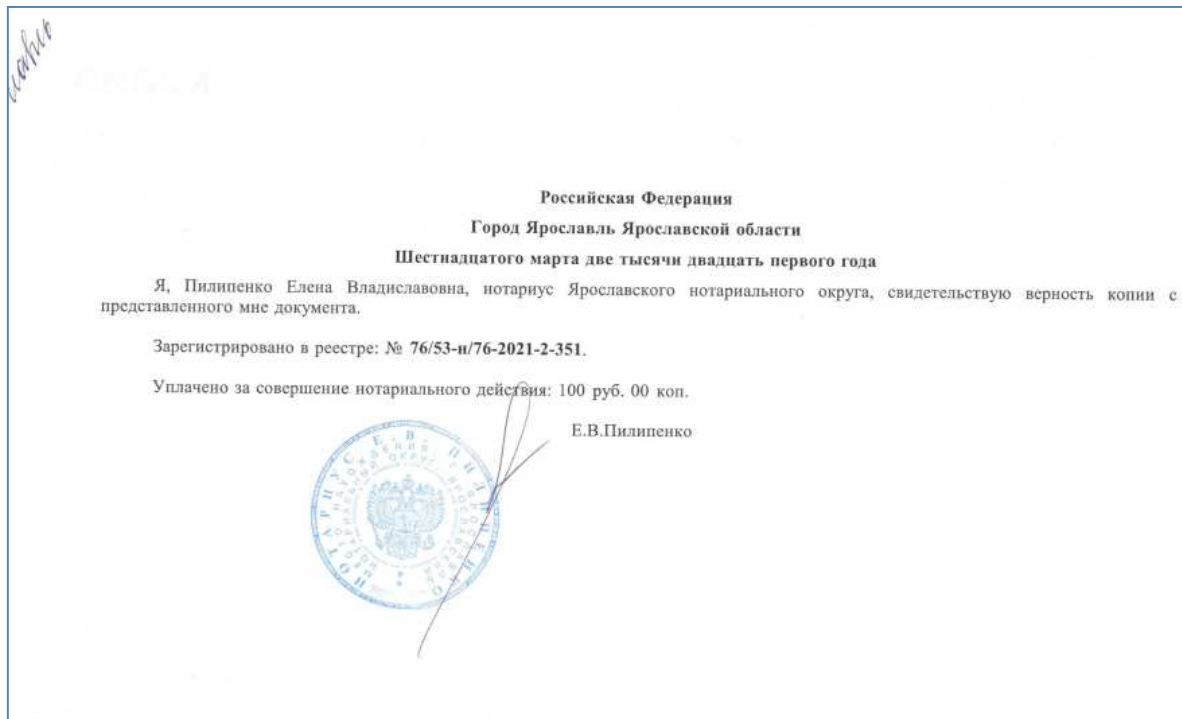 Российская Федерация
Город Ярославль Ярославской области
Шестнадцатого марта две тысячи двадцать первого года
Я, Пилипенко Елена Владиславовна, нотариус Ярославского нотариального округа, свидетельствую верность копии с
представленного мне документа.
Зарегистрировано в реестре: № 76/53-н/76-2021-2-351.
Уплачено за совершение нотариального действия: 100 руб. 00 коп.
Е.В.Пилипенко
НОТАРИУС Е.В. ПИЛИПЕНКО